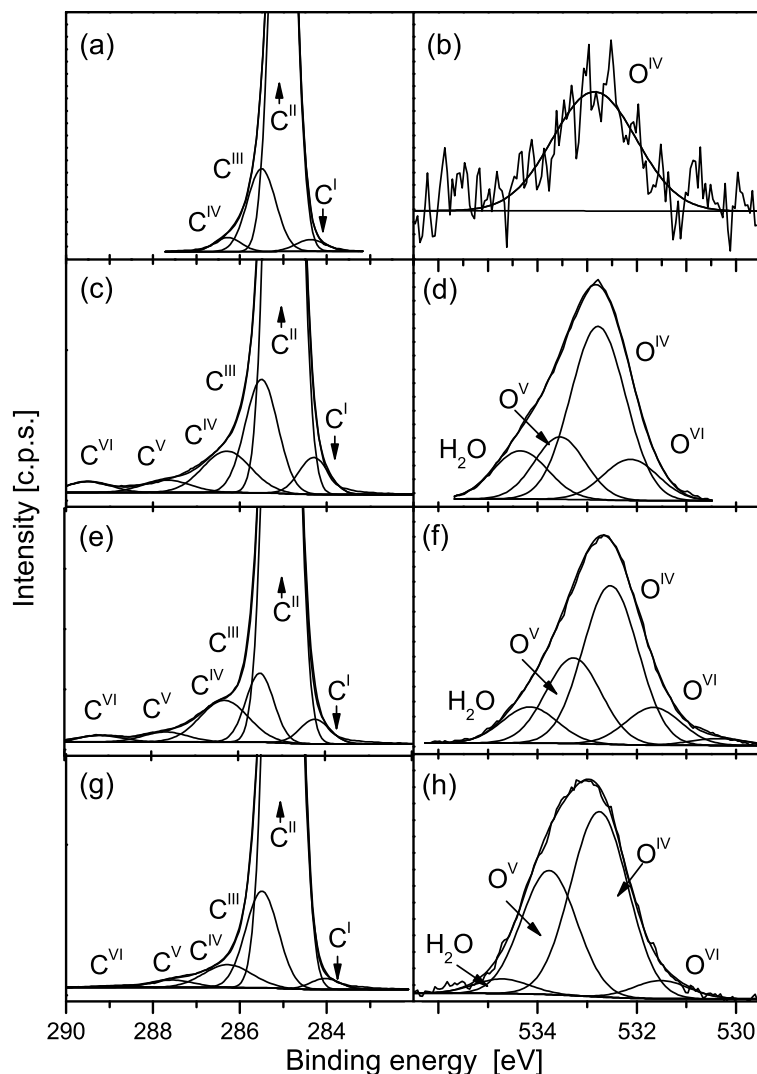 (a)
C^II
C^III
C^IV
C^I
(b)
O^IV
(c)
C^II
C^III
C^IV
C^I
C^V
C^VI
(d)
O^IV
O^V
O^VI
H₂O
(e)
C^II
C^III
C^IV
C^I
C^V
C^VI
(f)
O^IV
O^V
O^VI
H₂O
(g)
C^II
C^III
C^IV
C^I
C^V
C^VI
(h)
O^IV
O^V
H₂O
O^VI
Intensity [c.p.s.]
290 288 286 284 534 532 530
Binding energy [eV]